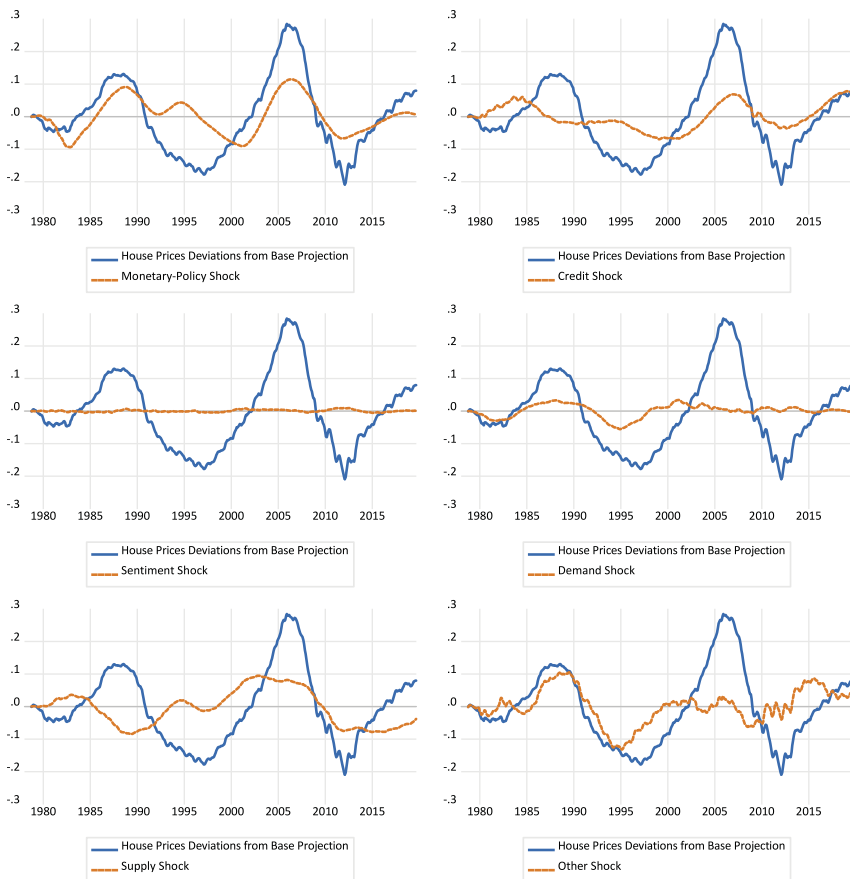 .3
.2
.1
.0
-.1
-.2
-.3
1980 1985 1990 1995 2000 2005 2010 2015
House Prices Deviations from Base Projection
Monetary-Policy Shock
.3
.2
.1
.0
-.1
-.2
-.3
1980 1985 1990 1995 2000 2005 2010 2015
House Prices Deviations from Base Projection
Credit Shock
.3
.2
.1
.0
-.1
-.2
-.3
1980 1985 1990 1995 2000 2005 2010 2015
House Prices Deviations from Base Projection
Sentiment Shock
.3
.2
.1
.0
-.1
-.2
-.3
1980 1985 1990 1995 2000 2005 2010 2015
House Prices Deviations from Base Projection
Demand Shock
.3
.2
.1
.0
-.1
-.2
-.3
1980 1985 1990 1995 2000 2005 2010 2015
House Prices Deviations from Base Projection
Supply Shock
.3
.2
.1
.0
-.1
-.2
-.3
1980 1985 1990 1995 2000 2005 2010 2015
House Prices Deviations from Base Projection
Other Shock